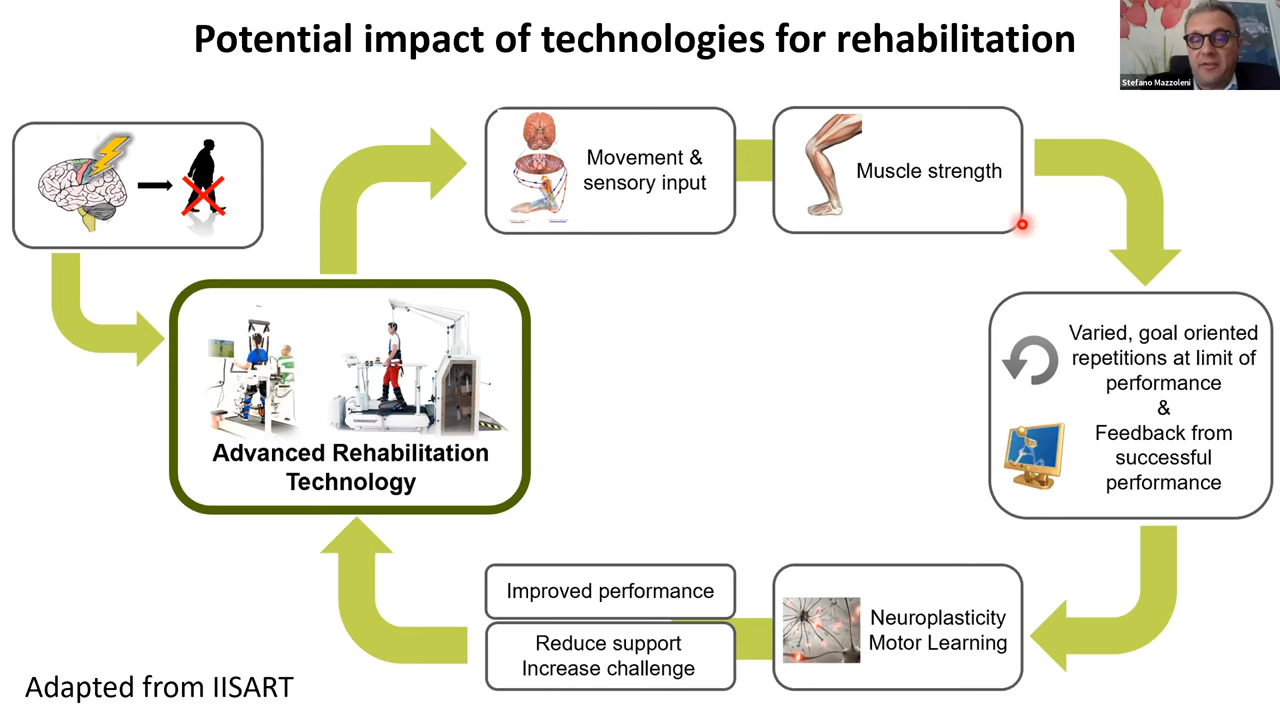 Potential impact of technologies for rehabilitation
Stefano Mazzoleni
Movement &
sensory input
Muscle strength
Varied, goal oriented
repetitions at limit of
performance
&
Feedback from
successful
performance
Advanced Rehabilitation
Technology
Improved performance
Reduce support
Increase challenge
Neuroplasticity
Motor Learning
Adapted from IISART